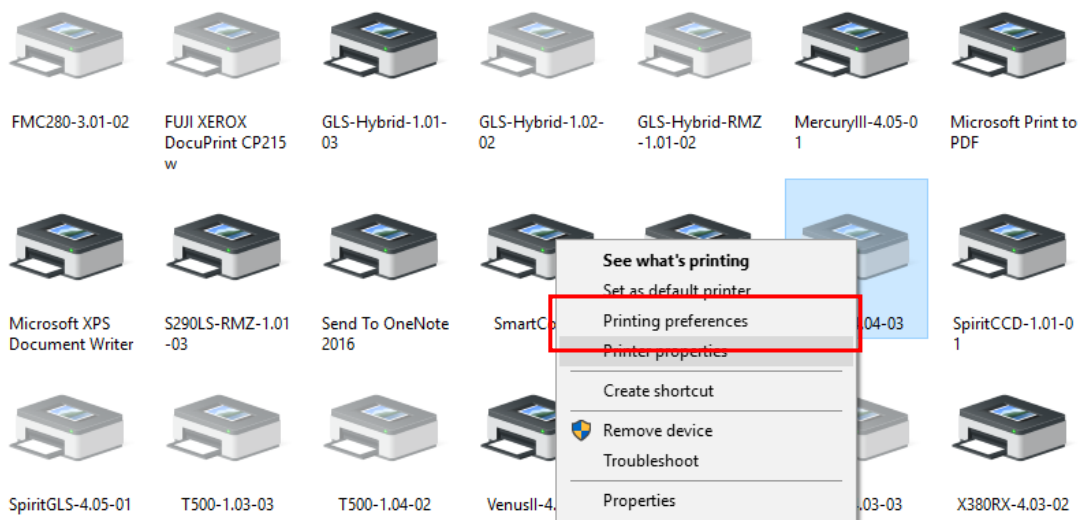 FMC280-3.01-02
FUJI XEROX
DocuPrint CP215
w
GLS-Hybrid-1.01-
03
GLS-Hybrid-1.02-
02
GLS-Hybrid-RMZ
-1.01-02
MercuryIII-4.05-0
1
Microsoft Print to
PDF
Microsoft XPS
Document Writer
S290LS-RMZ-1.01
-03
Send To OneNote
2016
SmartCo
.04-03
SpiritCCD-1.01-0
1
See what's printing
Set as default printer
Printing preferences
Printer properties
Create shortcut
Remove device
Troubleshoot
Properties
SpiritGLS-4.05-01
T500-1.03-03
T500-1.04-02
VenusII-4.
.03-03
X380RX-4.03-02